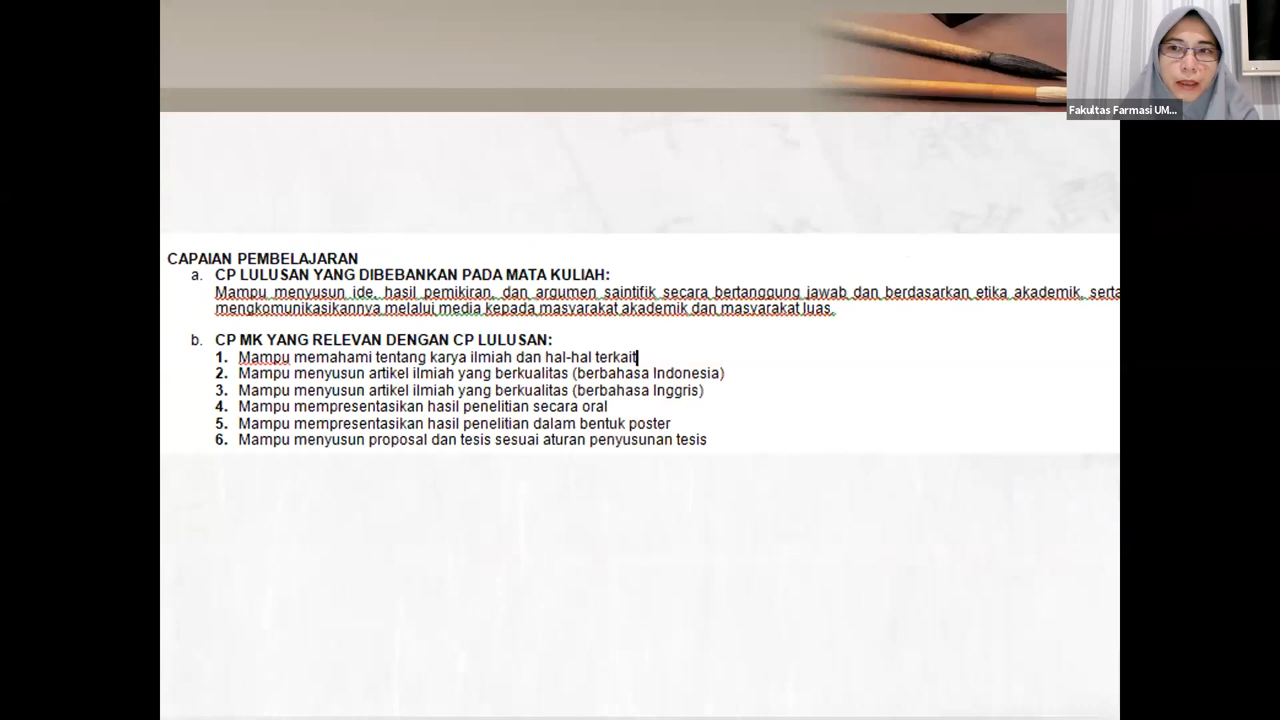 Fakultas Farmasi UM...
CAPAIAN PEMBELAJARAN
a. CP LULUSAN YANG DIBEBANKAN PADA MATA KULIAH:
Mampu menyusun ide, hasil pemikiran, dan argumen saintifik secara bertanggung jawab dan berdasarkan etika akademik, serta
mengkomunikasikannya melalui media kepada masyarakat akademik dan masyarakat luas.
b. CP MK YANG RELEVAN DENGAN CP LULUSAN:
1. Mampu memahami tentang karya ilmiah dan hal-hal terkait
2. Mampu menyusun artikel ilmiah yang berkualitas (berbahasa Indonesia)
3. Mampu menyusun artikel ilmiah yang berkualitas (berbahasa Inggris)
4. Mampu mempresentasikan hasil penelitian secara oral
5. Mampu mempresentasikan hasil penelitian dalam bentuk poster
6. Mampu menyusun proposal dan tesis sesuai aturan penyusunan tesis